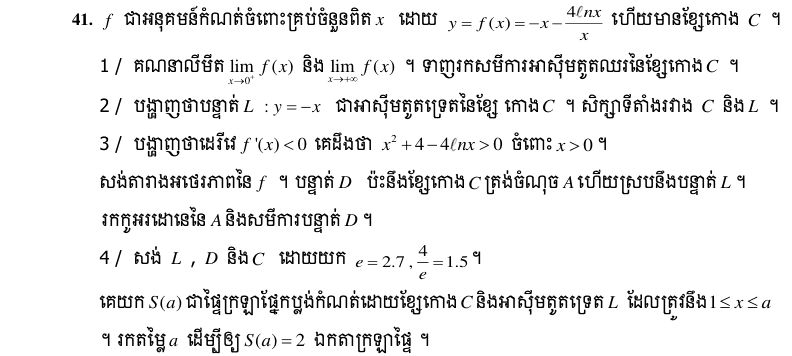 41. f ជាអនុគមន៍កំណត់ចំពោះគ្រប់ចំនួនពិត x ដោយ y = f(x) = -x - \frac{4ℓnx}{x} ហើយមានខ្សែកោង C ។
1 / គណនាលីមីត \lim_{x→0^+} f(x) និង \lim_{x→+∞} f(x) ។ ទាញរកសមីការអាស៊ីមតូតឈរនៃខ្សែកោង C ។
2 / បង្ហាញថាបន្ទាត់ L : y = -x ជាអាស៊ីមតូតទ្រេតនៃខ្សែ កោង C ។ សិក្សាទីតាំងរវាង C និង L ។
3 / បង្ហាញថាដេរីវេ f '(x) < 0 គេដឹងថា x^2 + 4 - 4ℓnx > 0 ចំពោះ x > 0 ។
សង់តារាងអថេរភាពនៃ f ។ បន្ទាត់ D ប៉ះនឹងខ្សែកោង C ត្រង់ចំណុច A ហើយស្របនឹងបន្ទាត់ L ។
រកកូអរដោនេនៃ A និងសមីការបន្ទាត់ D ។
4 / សង់ L , D និង C ដោយយក e = 2.7 , \frac{4}{e} = 1.5 ។
គេយក S(a) ជាផ្ទៃក្រឡាផ្នែកប្លង់កំណត់ដោយខ្សែកោង C និងអាស៊ីមតូតទ្រេត L ដែលត្រូវនឹង 1 ≤ x ≤ a
។ រកតម្លៃ a ដើម្បីឲ្យ S(a) = 2 ឯកតាក្រឡាផ្ទៃ ។